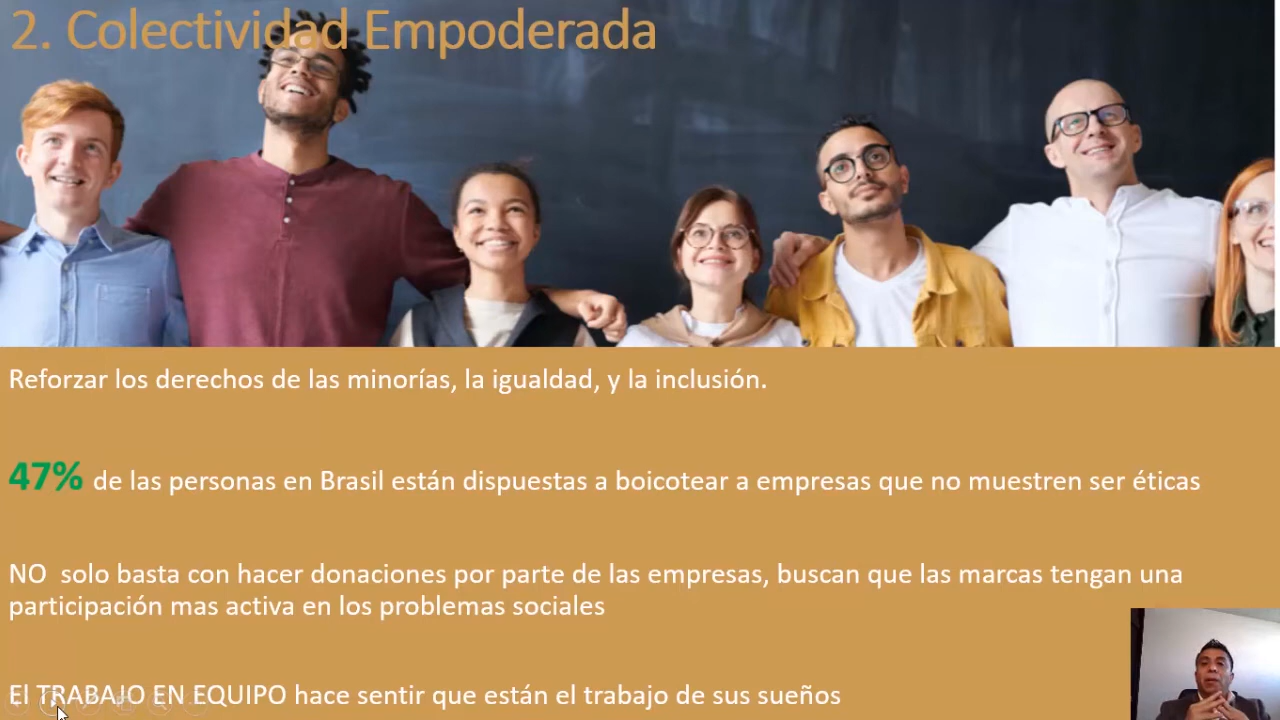 2. Colectividad Empoderada
Reforzar los derechos de las minorías, la igualdad, y la inclusión.
47% de las personas en Brasil están dispuestas a boicotear a empresas que no muestren ser éticas
NO solo basta con hacer donaciones por parte de las empresas, buscan que las marcas tengan una
participación mas activa en los problemas sociales
El TRABAJO EN EQUIPO hace sentir que están el trabajo de sus sueños